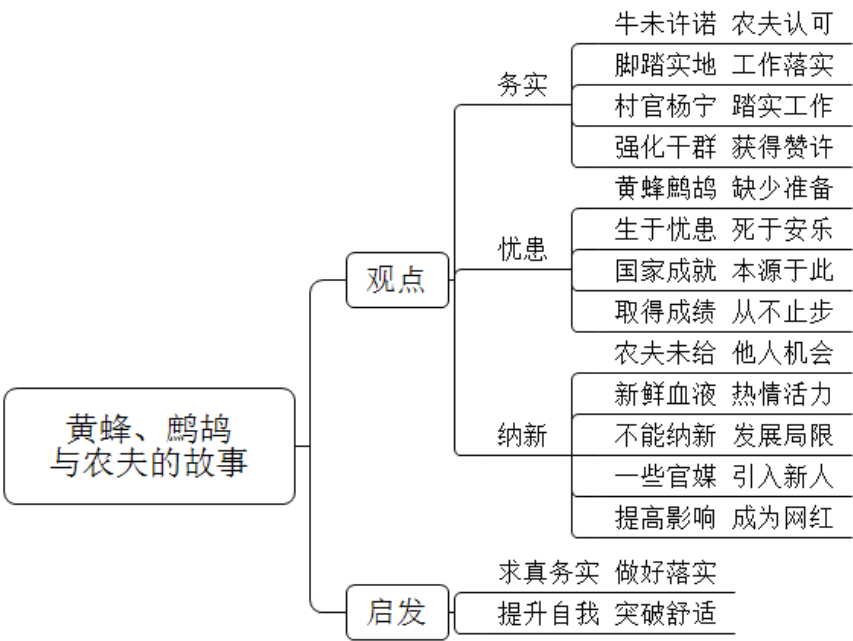 黄蜂、鹧鸪
与农夫的故事
观点
务实
牛未许诺 农夫认可
脚踏实地 工作落实
村官杨宁 踏实工作
强化干群 获得赞许
忧患
黄蜂鹧鸪 缺少准备
生于忧患 死于安乐
国家成就 本源于此
取得成绩 从不止步
纳新
农夫未给 他人机会
新鲜血液 热情活力
不能纳新 发展局限
一些官媒 引入新人
提高影响 成为网红
启发
求真务实 做好落实
提升自我 突破舒适